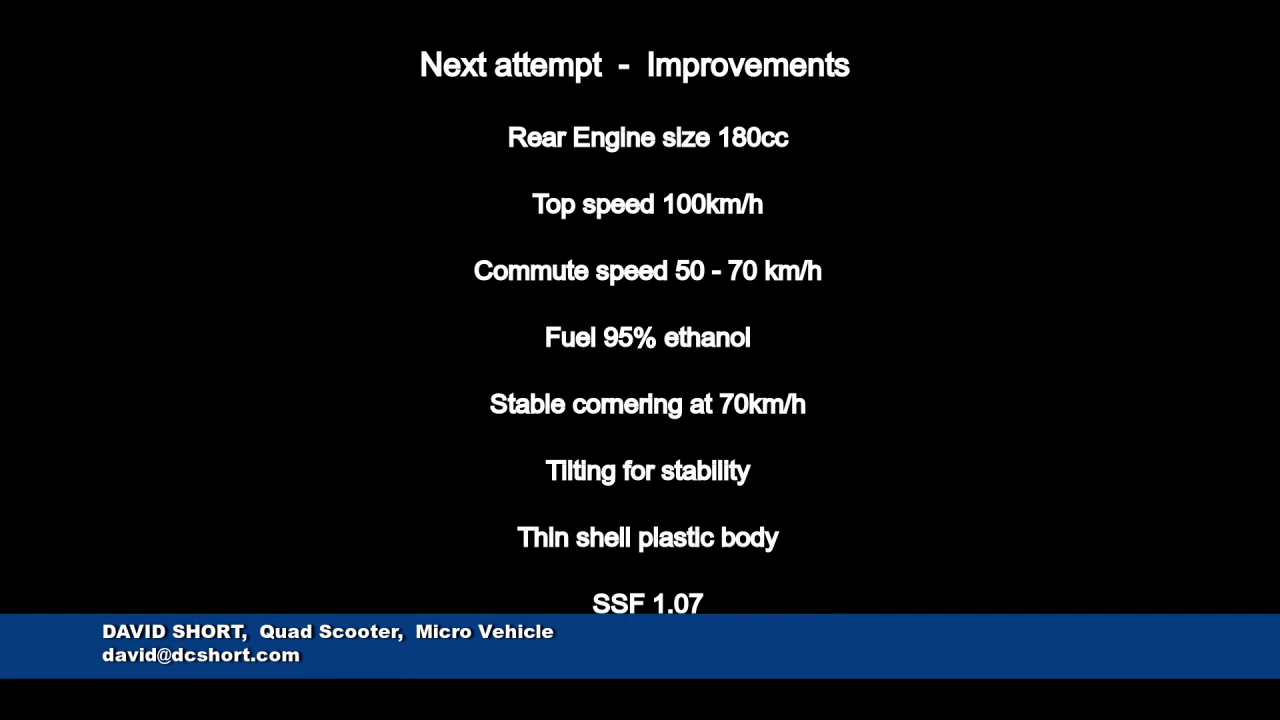 Next attempt - Improvements
Rear Engine size 180cc
Top speed 100km/h
Commute speed 50 - 70 km/h
Fuel 95% ethanol
Stable cornering at 70km/h
Tilting for stability
Thin shell plastic body
SSF 1.07
DAVID SHORT, Quad Scooter, Micro Vehicle
david@dcshort.com